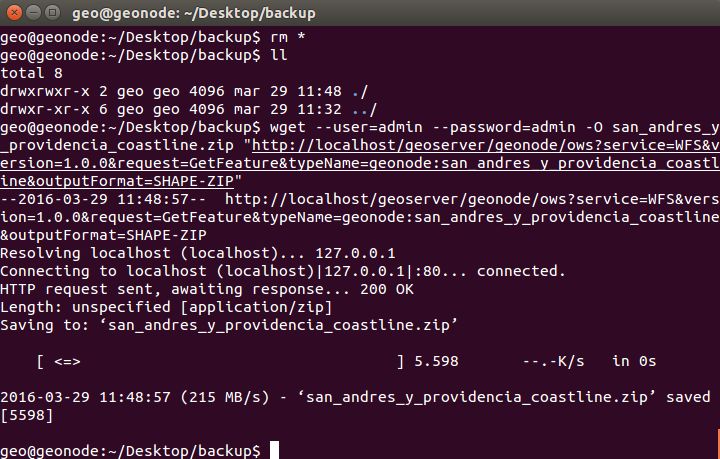 geo@geonode: ~/Desktop/backup
geo@geonode:~/Desktop/backup$ rm *
geo@geonode:~/Desktop/backup$ ll
total 8
drwxrwxr-x 2 geo geo 4096 mar 29 11:48 ./
drwxr-xr-x 6 geo geo 4096 mar 29 11:32 ../
geo@geonode:~/Desktop/backup$ wget --user=admin --password=admin -O san_andres_y
_providencia_coastline.zip "http://localhost/geoserver/geonode/ows?service=WFS&v
ersion=1.0.0&request=GetFeature&typeName=geonode:san_andres_y_providencia_coastl
ine&outputFormat=SHAPE-ZIP"
--2016-03-29 11:48:57--  http://localhost/geoserver/geonode/ows?service=WFS&vers
ion=1.0.0&request=GetFeature&typeName=geonode:san_andres_y_providencia_coastline
&outputFormat=SHAPE-ZIP
Resolving localhost (localhost)... 127.0.0.1
Connecting to localhost (localhost)|127.0.0.1|:80... connected.
HTTP request sent, awaiting response... 200 OK
Length: unspecified [application/zip]
Saving to: ‘san_andres_y_providencia_coastline.zip’
[ <=> ] 5.598 --.-K/s in 0s
2016-03-29 11:48:57 (215 MB/s) - ‘san_andres_y_providencia_coastline.zip’ saved
[5598]
geo@geonode:~/Desktop/backup$